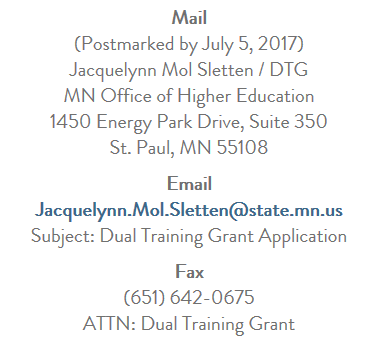 Mail
(Postmarked by July 5, 2017)
Jacquelynn Mol Sletten / DTG
MN Office of Higher Education
1450 Energy Park Drive, Suite 350
St. Paul, MN 55108
Email
Jacquelynn.Mol.Sletten@state.mn.us
Subject: Dual Training Grant Application
Fax
(651) 642-0675
ATTN: Dual Training Grant